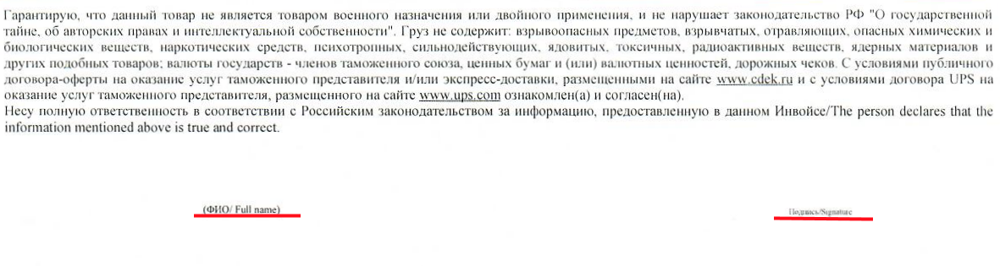 Гарантирую, что данный товар не является товаром военного назначения или двойного применения, и не нарушает законодательство РФ "О государственной
тайне, об авторских правах и интеллектуальной собственности". Груз не содержит: взрывоопасных предметов, взрывчатых, отравляющих, опасных химических и
биологических веществ, наркотических средств, психотропных, сильнодействующих, ядовитых, токсичных, радиоактивных веществ, ядерных материалов и
других подобных товаров; валюты государств - членов таможенного союза, ценных бумаг и (или) валютных ценностей, дорожных чеков. С условиями публичного
договора-оферты на оказание услуг таможенного представителя и/или экспресс-доставки, размещенными на сайте www.cdek.ru и с условиями договора UPS на
оказание услуг таможенного представителя, размещенного на сайте www.ups.com ознакомлен(а) и согласен(на).
Несу полную ответственность в соответствии с Российским законодательством за информацию, предоставленную в данном Инвойсе/The person declares that the
information mentioned above is true and correct.
(ФИО/ Full name) Подпись/Signature